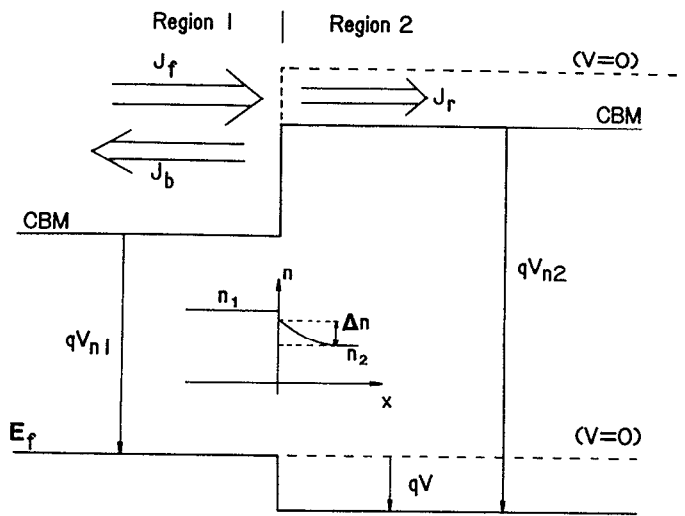 Region 1 Region 2
J_f
(V=0)
J_r
CBM
J_b
CBM
qV_n2
n
n_1
Δn
qV_n1
n_2
x
E_f
(V=0)
qV